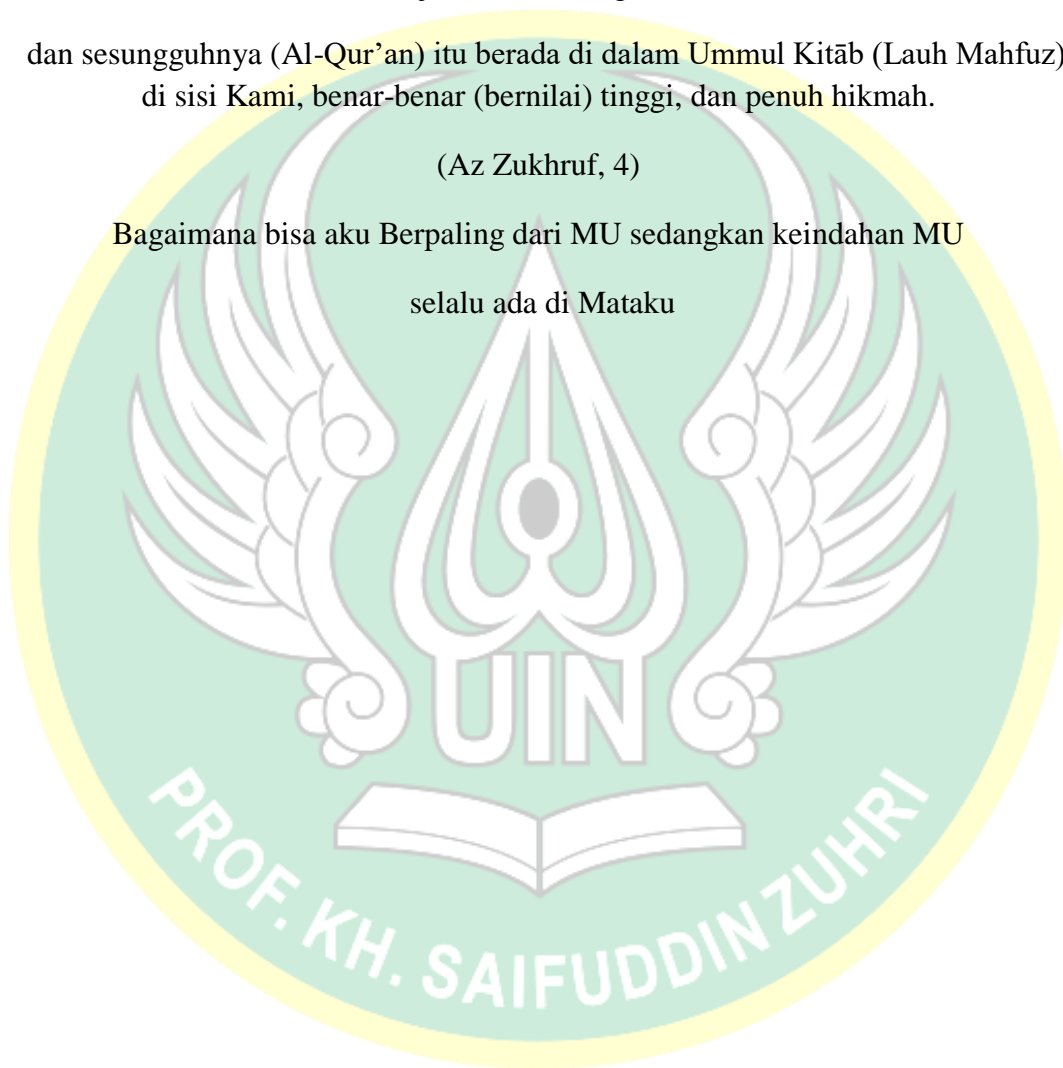 dan sesungguhnya (Al-Qur’an) itu berada di dalam Ummul Kitāb (Lauh Mahfuz)
di sisi Kami, benar-benar (bernilai) tinggi, dan penuh hikmah.
(Az Zukhruf, 4)
Bagaimana bisa aku Berpaling dari MU sedangkan keindahan MU
selalu ada di Mataku
UIN
PROF. KH. SAIFUDDIN ZUHRI